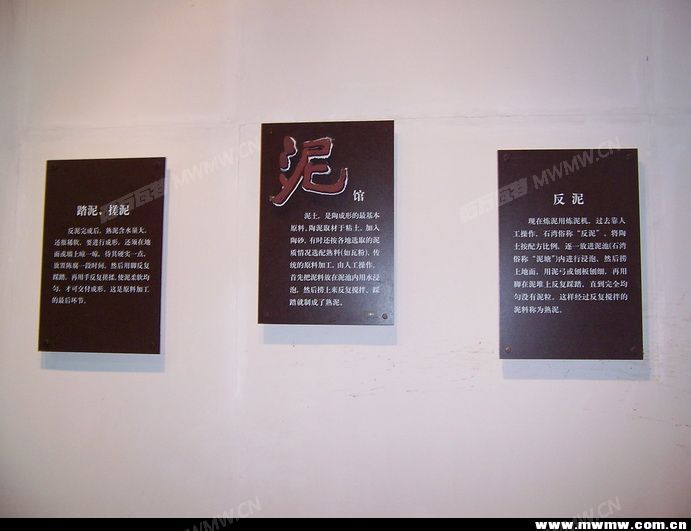 踏泥、搓泥
反泥完成后，熟泥含水量大，
还很稀软，要进行成形，还须在地
面或墙上晾一晾，待其硬实一点，
放置陈腐一段时间，然后用脚反复
踩踏，再用手反复搓揉，使泥柔软均
匀，才可交付成形，这是原料加工
的最后环节。
泥
馆
泥土，是陶成形的最基本
原料，陶泥取材于粘土，加入
陶砂，有时还按各地选取的泥
质情况选配熟料(如瓦粉)，传
统的原料加工，由人工操作，
首先把泥料放在泥池内用水浸
泡，然后捞上来反复搅拌、踩
踏就制成了熟泥。
反 泥
现在炼泥用炼泥机，过去靠人
工操作，石湾俗称“反泥”，将陶
土按配方比例，逐一放进泥池(石湾
俗称“泥塘”)内进行浸泡，然后捞
上地面，用泥弓或刨板刨细，再用
脚在泥堆上反复踩踏，直到完全均
匀没有泥粒，这样经过反复搅拌的
泥料称为熟泥。
MWMW.CN
MWMW.CN
MWMW.CN
www.mwmw.com.cn